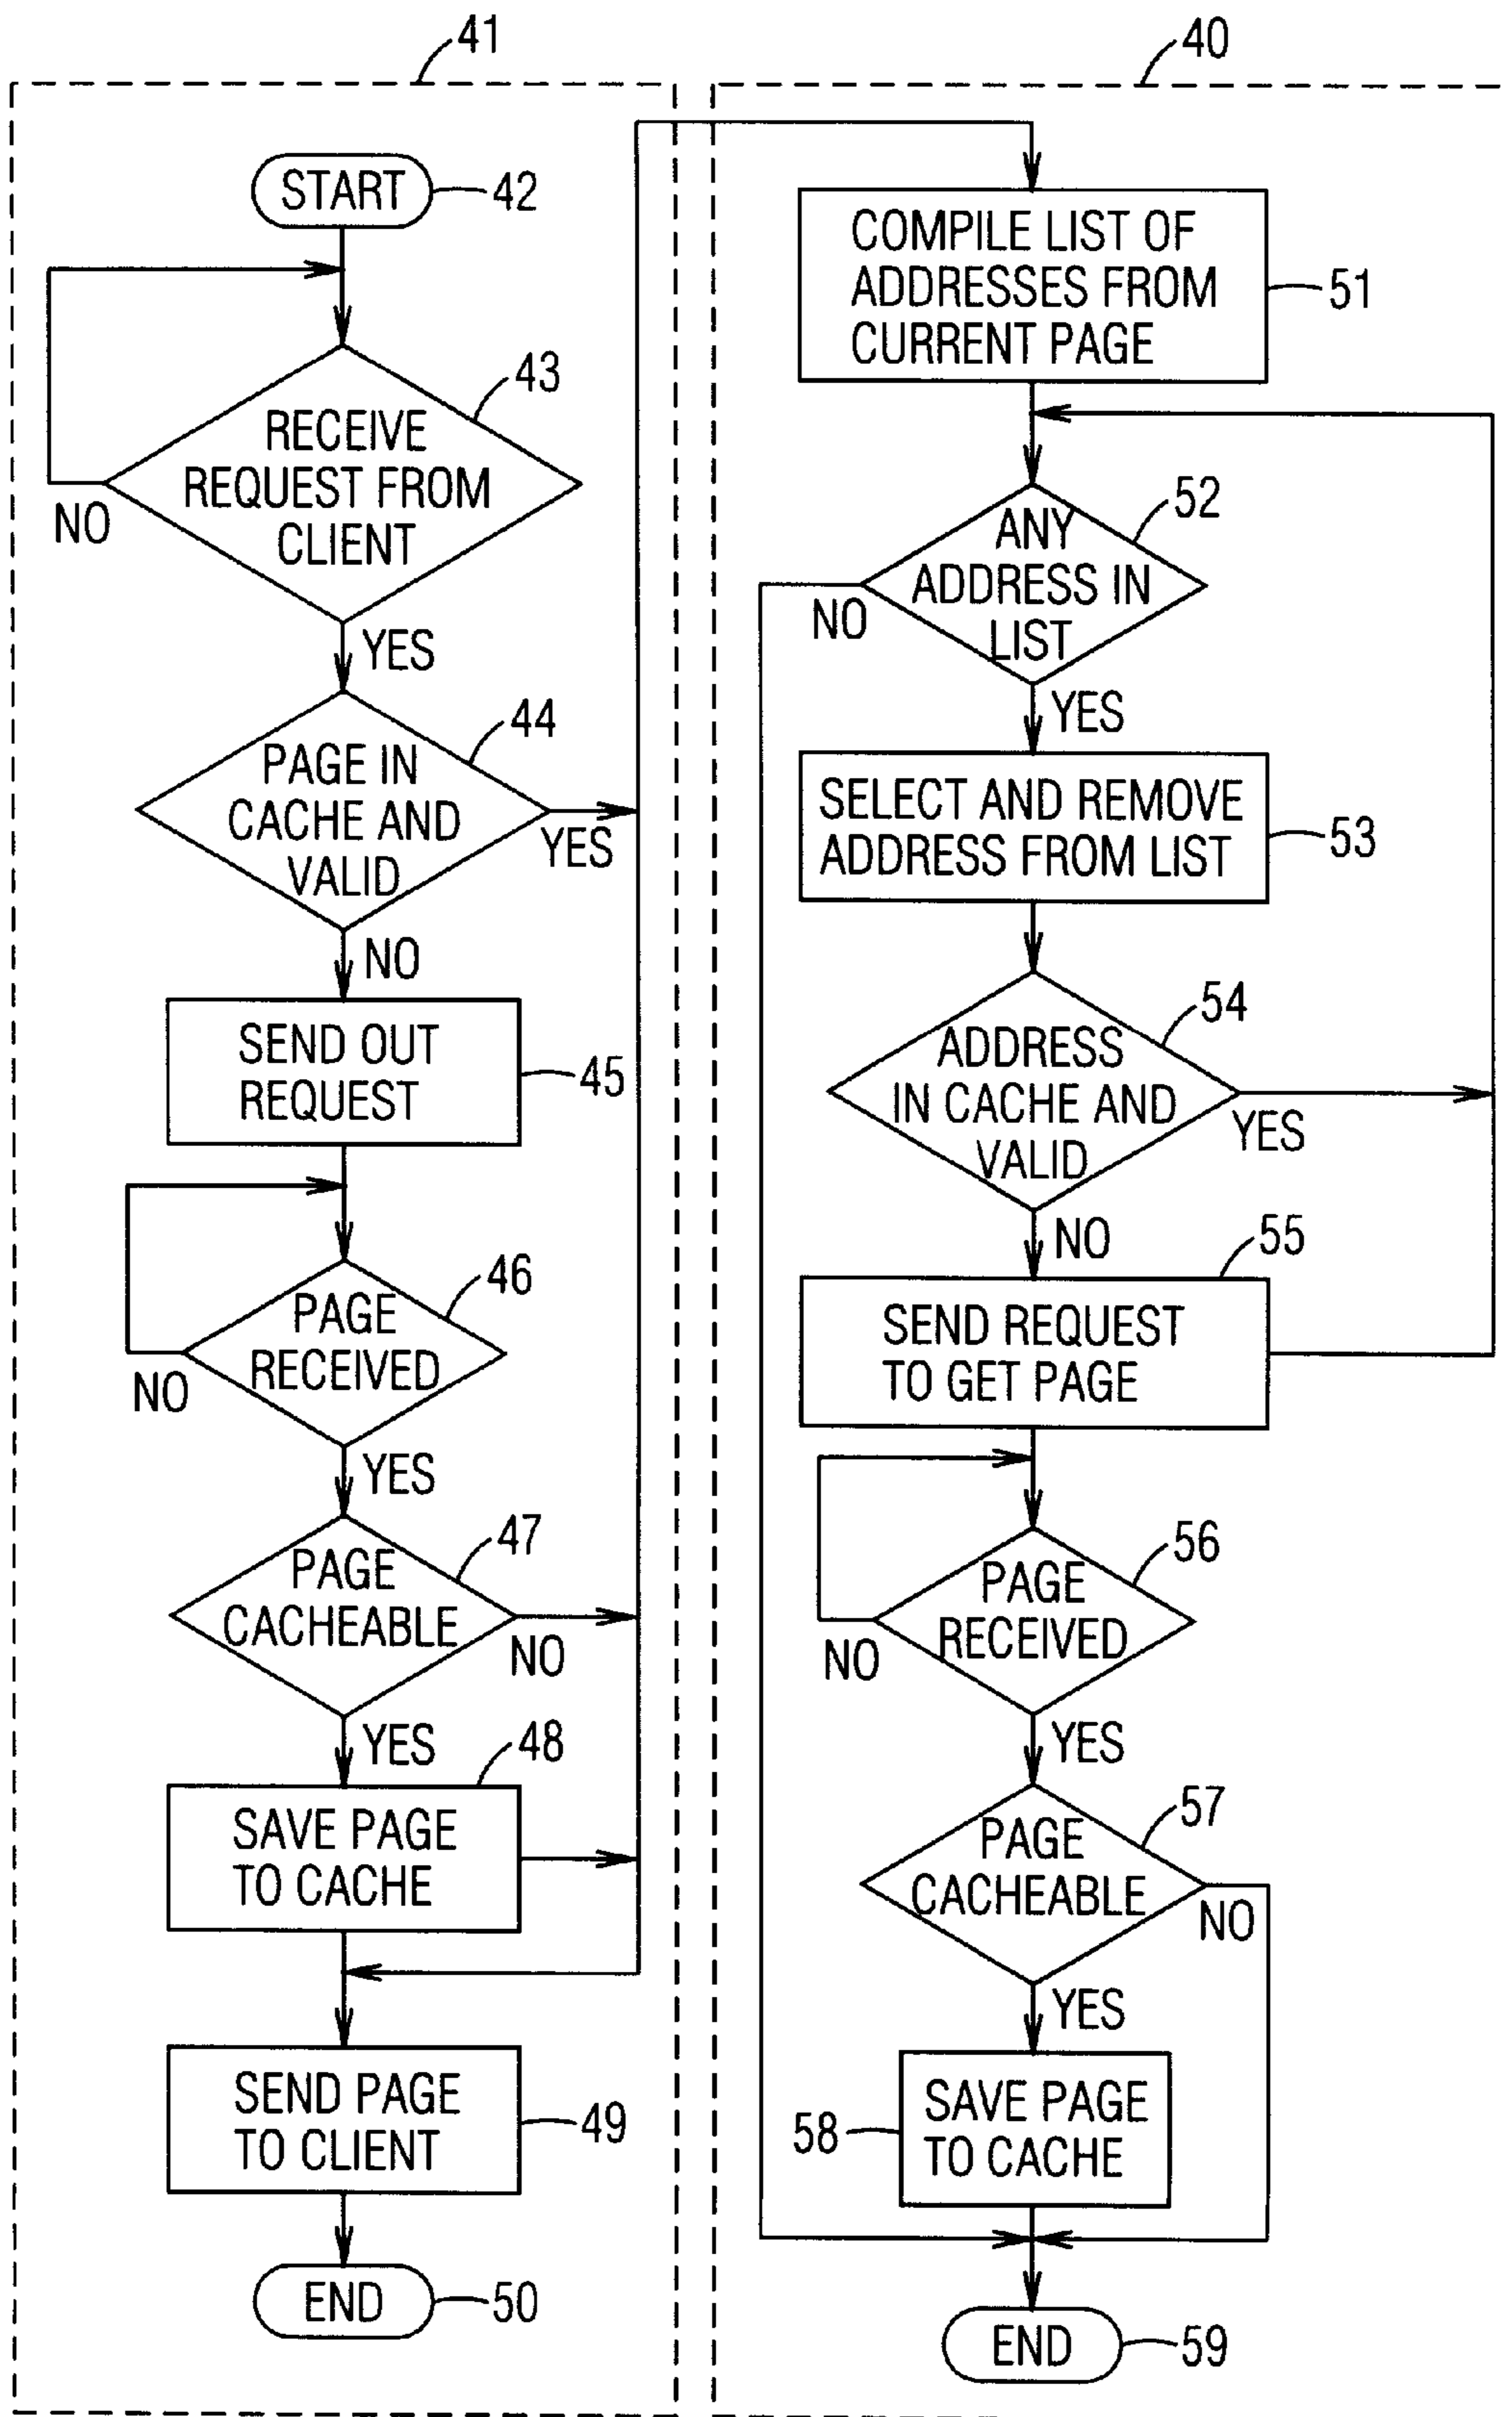 41
START
42
43
RECEIVE
REQUEST FROM
CLIENT
NO
YES
44
PAGE IN
CACHE AND
VALID
YES
NO
SEND OUT
REQUEST
45
46
PAGE
RECEIVED
NO
YES
47
PAGE
CACHEABLE
NO
YES
48
SAVE PAGE
TO CACHE
SEND PAGE
TO CLIENT
49
END
50
40
COMPILE LIST OF
ADDRESSES FROM
CURRENT PAGE
51
52
ANY
ADDRESS IN
LIST
NO
YES
SELECT AND REMOVE
ADDRESS FROM LIST
53
54
ADDRESS
IN CACHE AND
VALID
YES
NO
55
SEND REQUEST
TO GET PAGE
56
PAGE
RECEIVED
NO
YES
57
PAGE
CACHEABLE
NO
YES
58
SAVE PAGE
TO CACHE
END
59